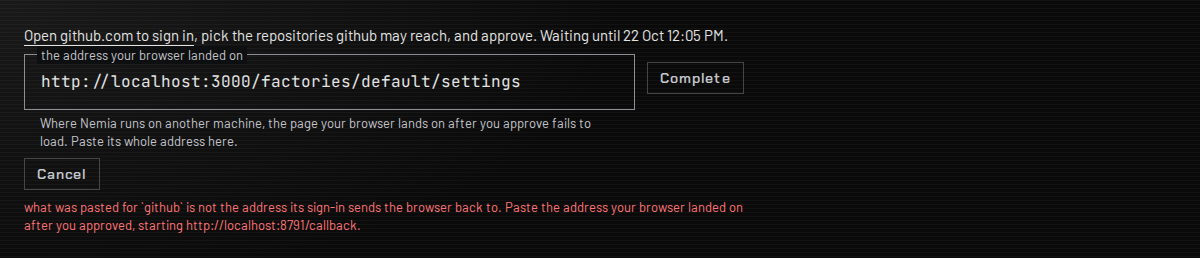 Open github.com to sign in, pick the repositories github may reach, and approve. Waiting until 22 Oct 12:05 PM.
the address your browser landed on
http://localhost:3000/factories/default/settings
Complete
Where Nemia runs on another machine, the page your browser lands on after you approve fails to
load. Paste its whole address here.
Cancel
what was pasted for `github` is not the address its sign-in sends the browser back to. Paste the address your browser landed on
after you approved, starting http://localhost:8791/callback.